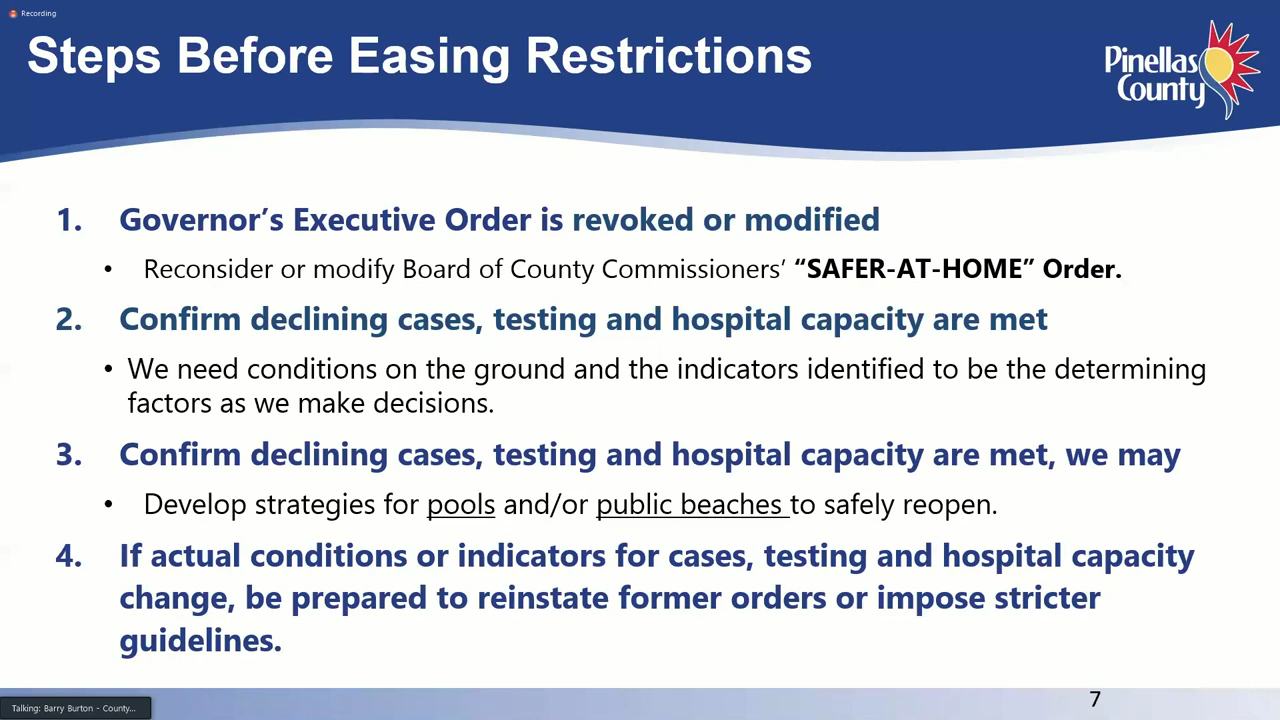 Recording
Steps Before Easing Restrictions
Pinellas
County
1. Governor’s Executive Order is revoked or modified
• Reconsider or modify Board of County Commissioners’ “SAFER-AT-HOME” Order.
2. Confirm declining cases, testing and hospital capacity are met
• We need conditions on the ground and the indicators identified to be the determining
factors as we make decisions.
3. Confirm declining cases, testing and hospital capacity are met, we may
• Develop strategies for pools and/or public beaches to safely reopen.
4. If actual conditions or indicators for cases, testing and hospital capacity
change, be prepared to reinstate former orders or impose stricter
guidelines.
7
Talking: Barry Burton - County...